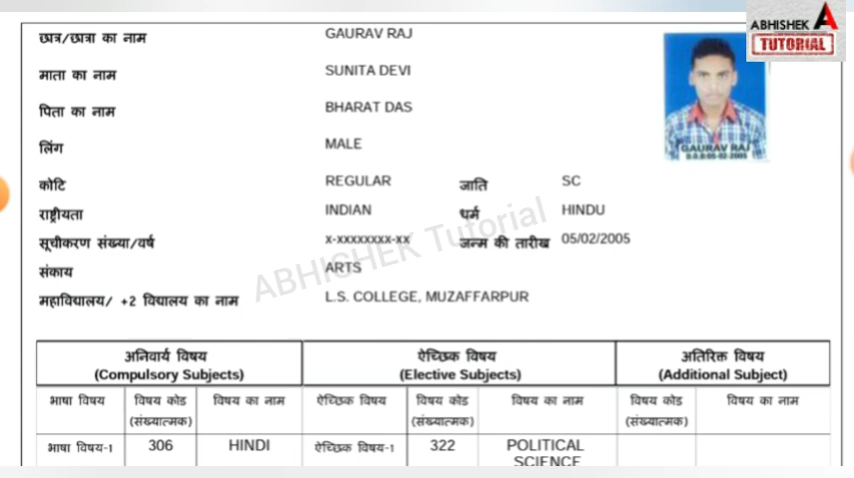 ABHISHEK A
TUTORIAL
छात्र/छात्रा का नाम GAURAV RAJ
माता का नाम SUNITA DEVI
पिता का नाम BHARAT DAS
लिंग MALE
GAURAV RAJ
D.O.B:05-02-2005
कोटि REGULAR जाति SC
राष्ट्रीयता INDIAN धर्म HINDU
सूचीकरण संख्या/वर्ष x-xxxxxxxx-xx जन्म की तारीख 05/02/2005
संकाय ARTS
ABHISHEK Tutorial
महाविद्यालय/ +2 विद्यालय का नाम L.S. COLLEGE, MUZAFFARPUR
अनिवार्य विषय ऐच्छिक विषय अतिरिक्त विषय
(Compulsory Subjects) (Elective Subjects) (Additional Subject)
भाषा विषय विषय कोड विषय का नाम ऐच्छिक विषय विषय कोड विषय का नाम विषय कोड विषय का नाम
(संख्यात्मक) (संख्यात्मक) (संख्यात्मक)
भाषा विषय-1 306 HINDI ऐच्छिक विषय-1 322 POLITICAL
SCIENCE